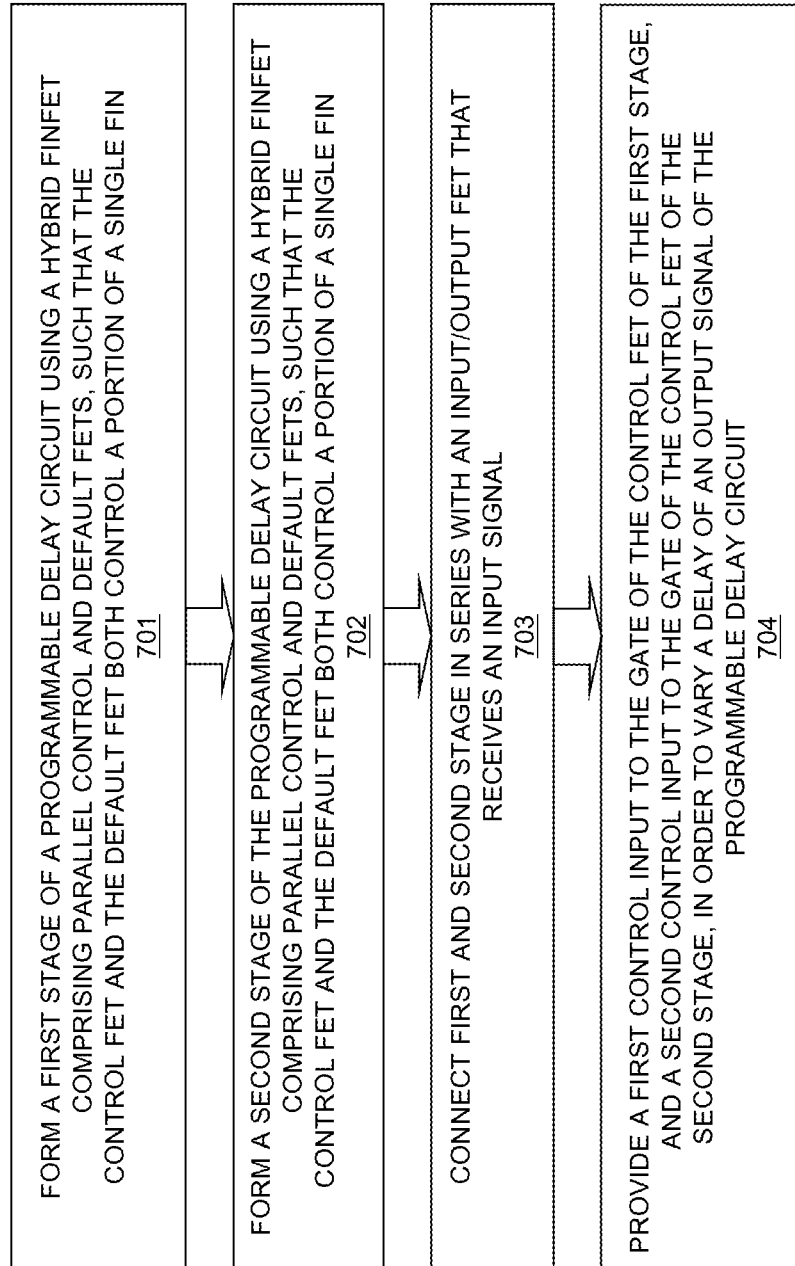 FORM A FIRST STAGE OF A PROGRAMMABLE DELAY CIRCUIT USING A HYBRID FINFET
COMPRISING PARALLEL CONTROL AND DEFAULT FETS, SUCH THAT THE
CONTROL FET AND THE DEFAULT FET BOTH CONTROL A PORTION OF A SINGLE FIN
701
FORM A SECOND STAGE OF THE PROGRAMMABLE DELAY CIRCUIT USING A HYBRID FINFET
COMPRISING PARALLEL CONTROL AND DEFAULT FETS, SUCH THAT THE
CONTROL FET AND THE DEFAULT FET BOTH CONTROL A PORTION OF A SINGLE FIN
702
CONNECT FIRST AND SECOND STAGE IN SERIES WITH AN INPUT/OUTPUT FET THAT
RECEIVES AN INPUT SIGNAL
703
PROVIDE A FIRST CONTROL INPUT TO THE GATE OF THE CONTROL FET OF THE FIRST STAGE,
AND A SECOND CONTROL INPUT TO THE GATE OF THE CONTROL FET OF THE
SECOND STAGE, IN ORDER TO VARY A DELAY OF AN OUTPUT SIGNAL OF THE
PROGRAMMABLE DELAY CIRCUIT
704